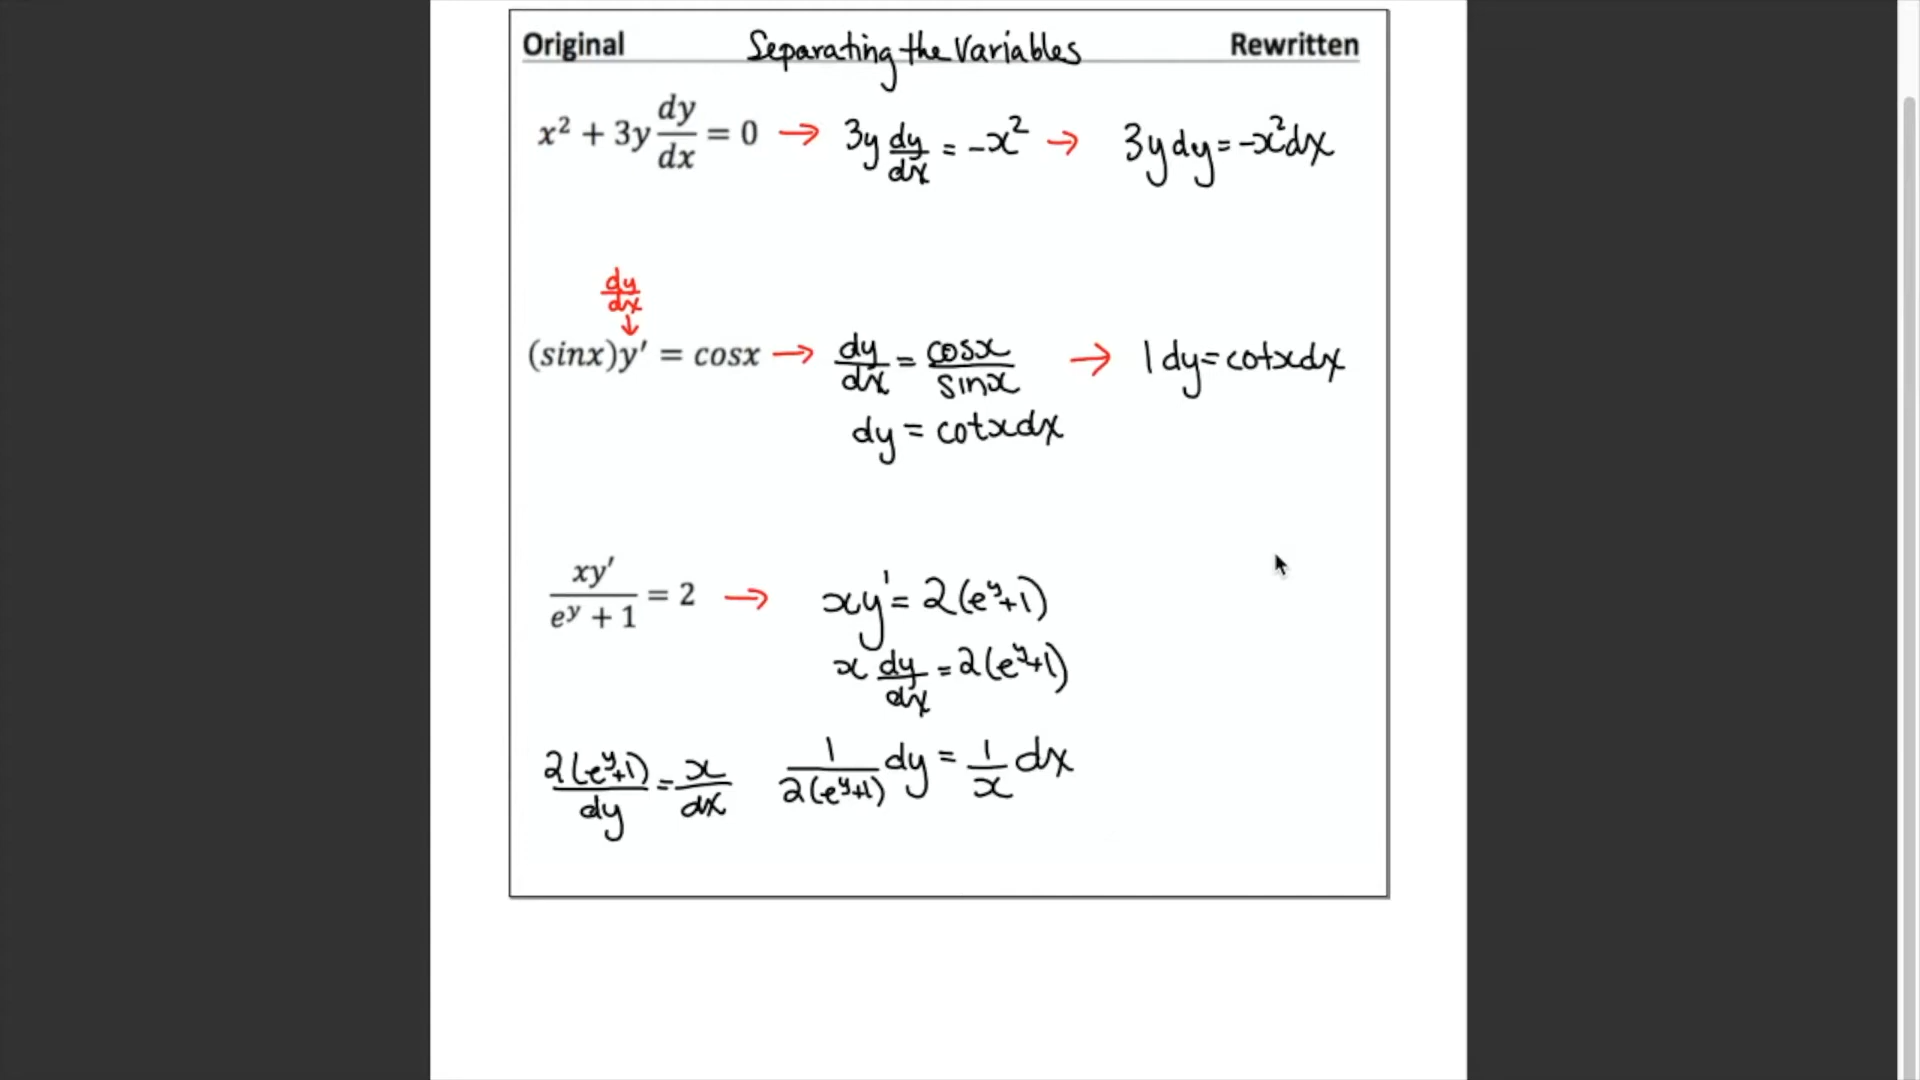 Original Separating the Variables Rewritten
x² + 3y dy/dx = 0 → 3y dy/dx = -x² → 3y dy = -x² dx
dy/dx
↓
(sinx)y' = cosx → dy/dx = cosx/sinx → 1 dy = cotx dx
dy = cotx dx
xy'/(e^y + 1) = 2 → xy' = 2(e^y+1)
x dy/dx = 2(e^y+1)
2(e^y+1)/dy = x/dx 1/(2(e^y+1)) dy = 1/x dx